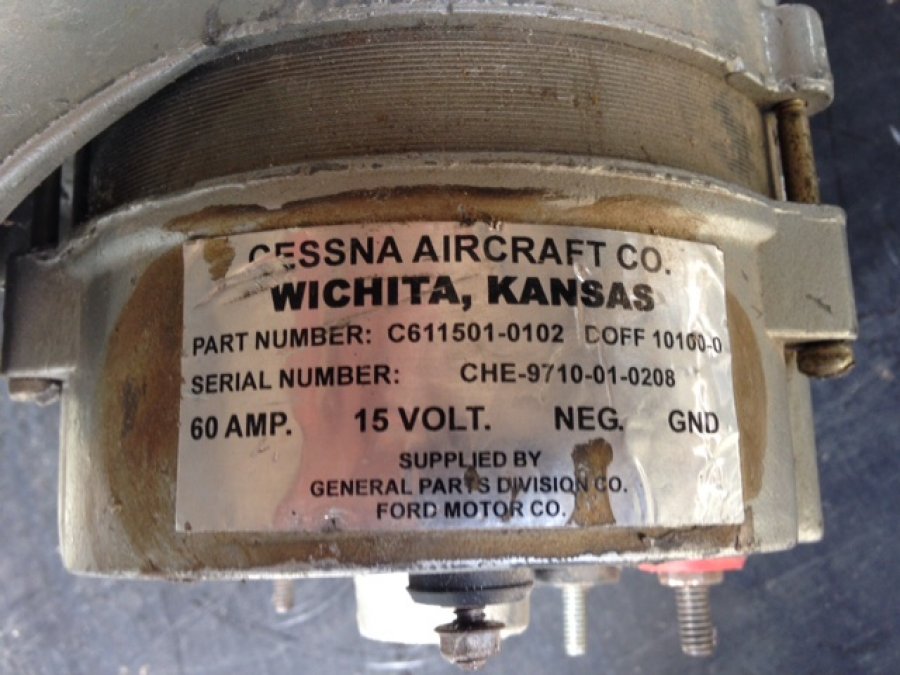 CESSNA AIRCRAFT CO.
WICHITA, KANSAS
PART NUMBER: C611501-0102 DOFF 10100-0
SERIAL NUMBER: CHE-9710-01-0208
60 AMP. 15 VOLT. NEG. GND
SUPPLIED BY
GENERAL PARTS DIVISION CO.
FORD MOTOR CO.